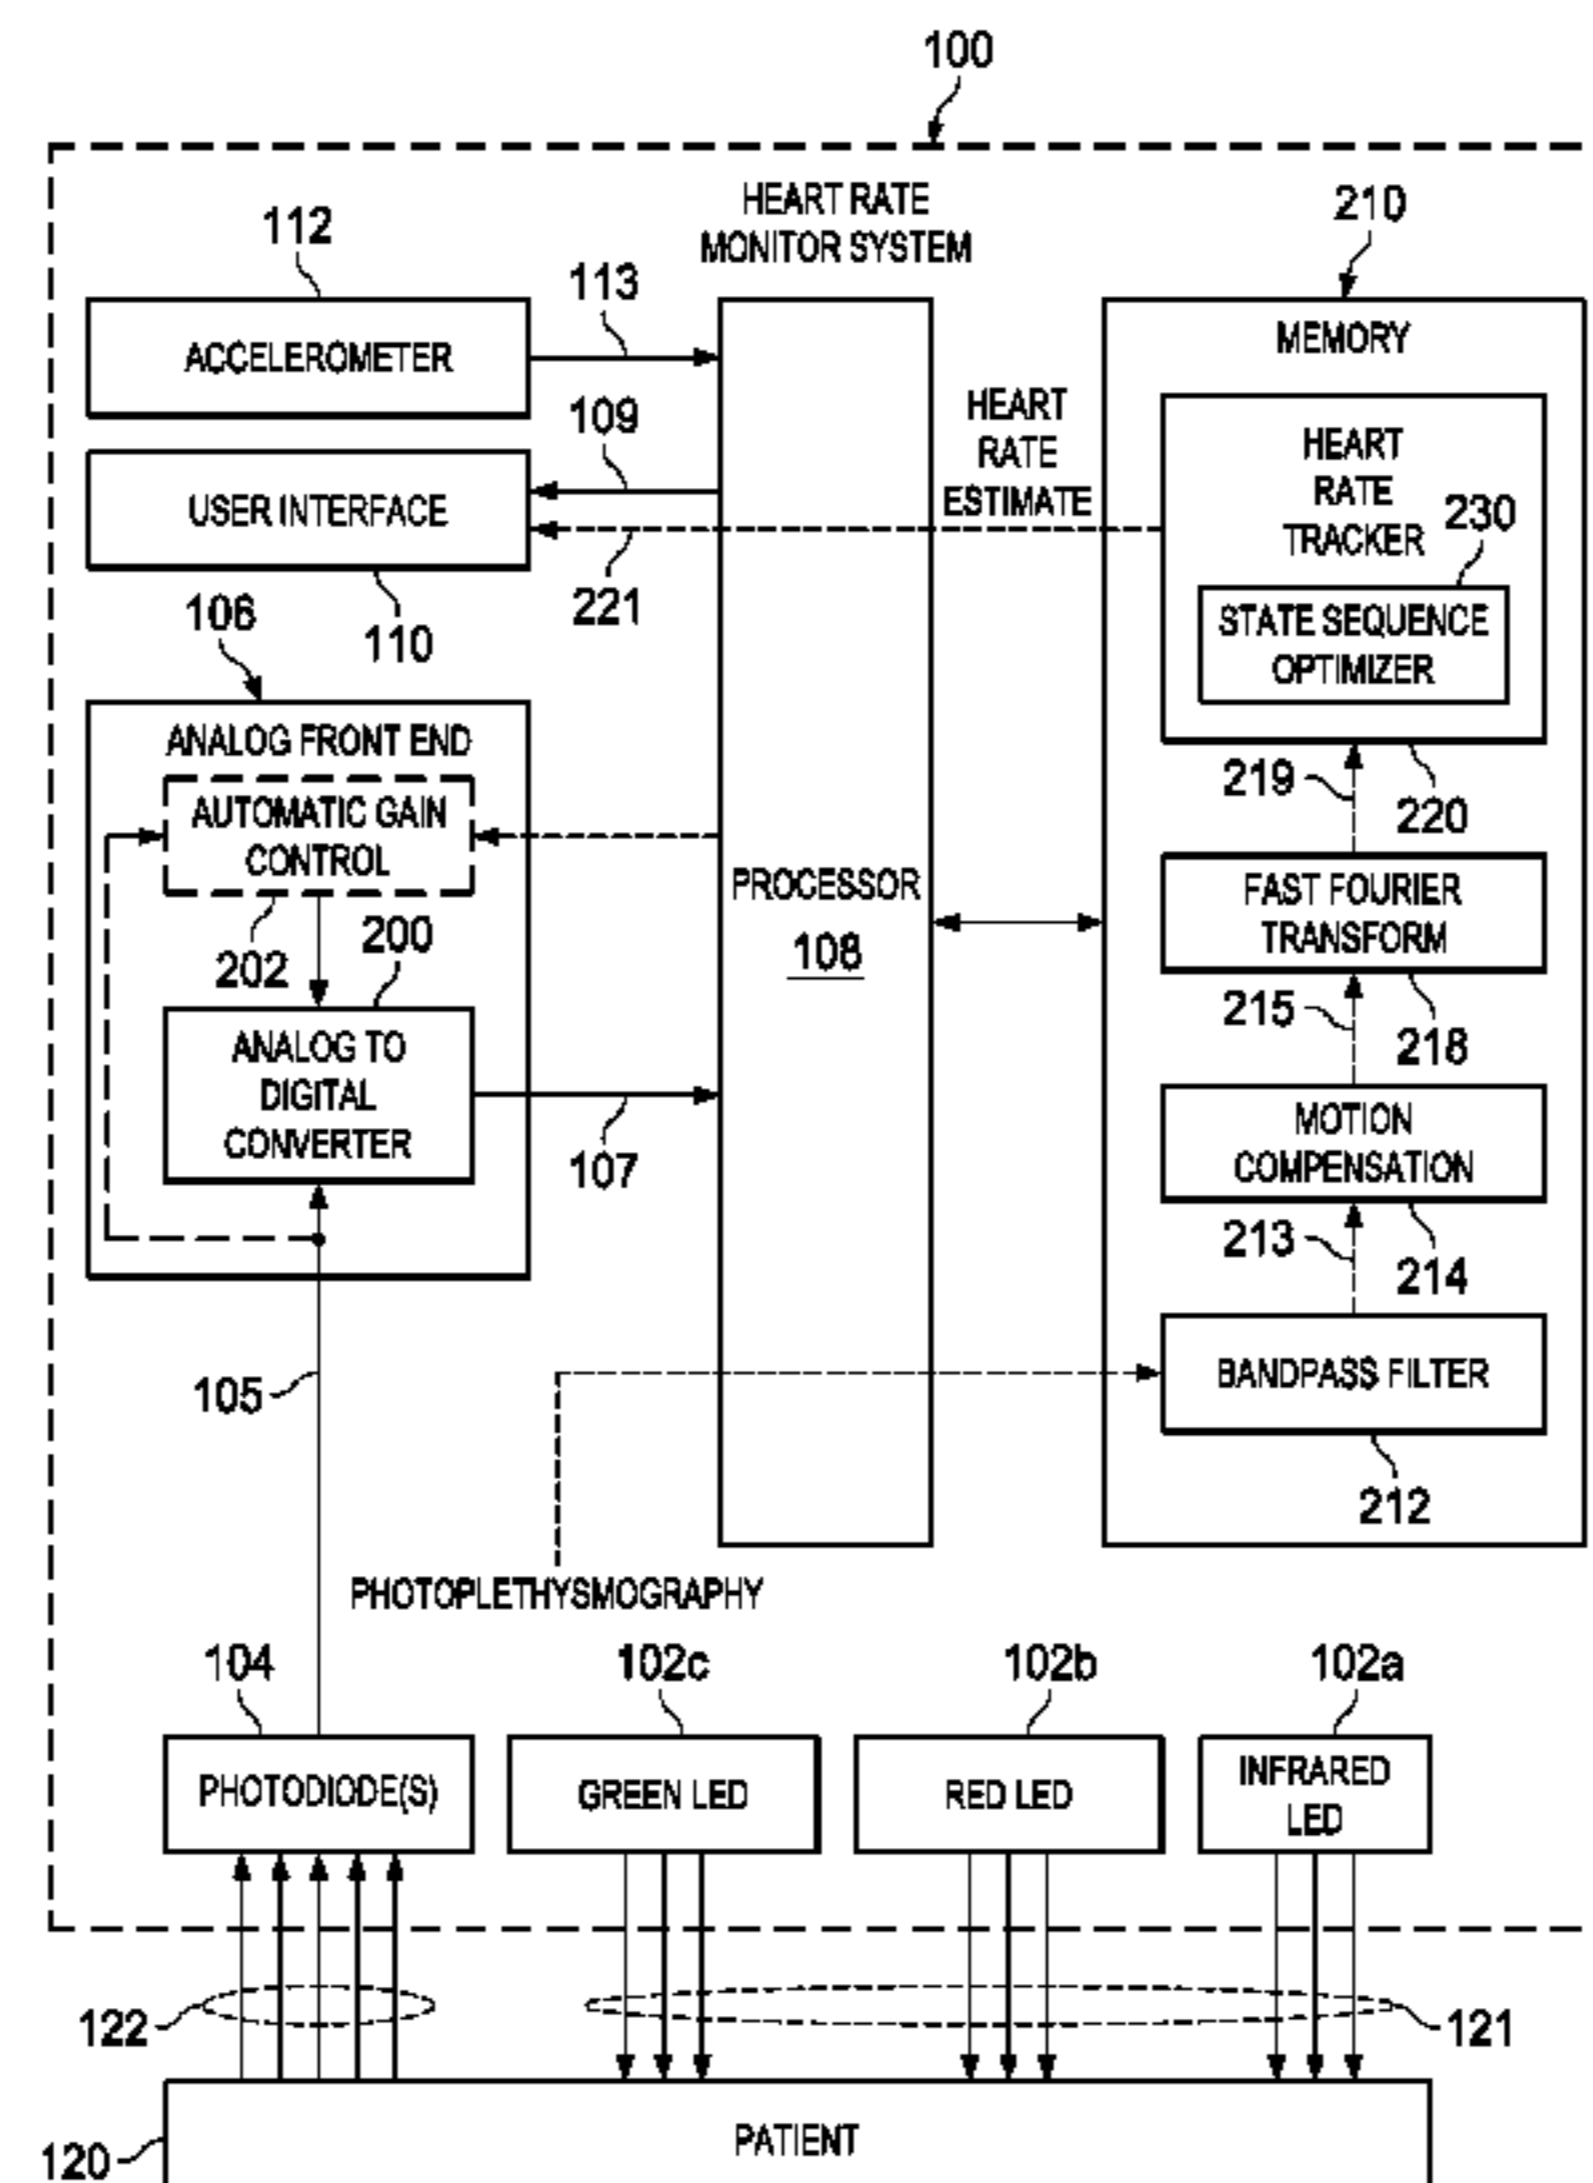 100
HEART RATE
MONITOR SYSTEM
112
210
113
ACCELEROMETER
MEMORY
109
HEART
RATE
ESTIMATE
USER INTERFACE
HEART
RATE
TRACKER
230
221
STATE SEQUENCE
OPTIMIZER
106
110
ANALOG FRONT END
AUTOMATIC GAIN
CONTROL
219
220
PROCESSOR
108
FAST FOURIER
TRANSFORM
202
200
215
218
ANALOG TO
DIGITAL
CONVERTER
107
MOTION
COMPENSATION
213
214
105
BANDPASS FILTER
212
PHOTOPLETHYSMOGRAPHY
104
102c
102b
102a
PHOTODIODE(S)
GREEN LED
RED LED
INFRARED
LED
122
121
PATIENT
120